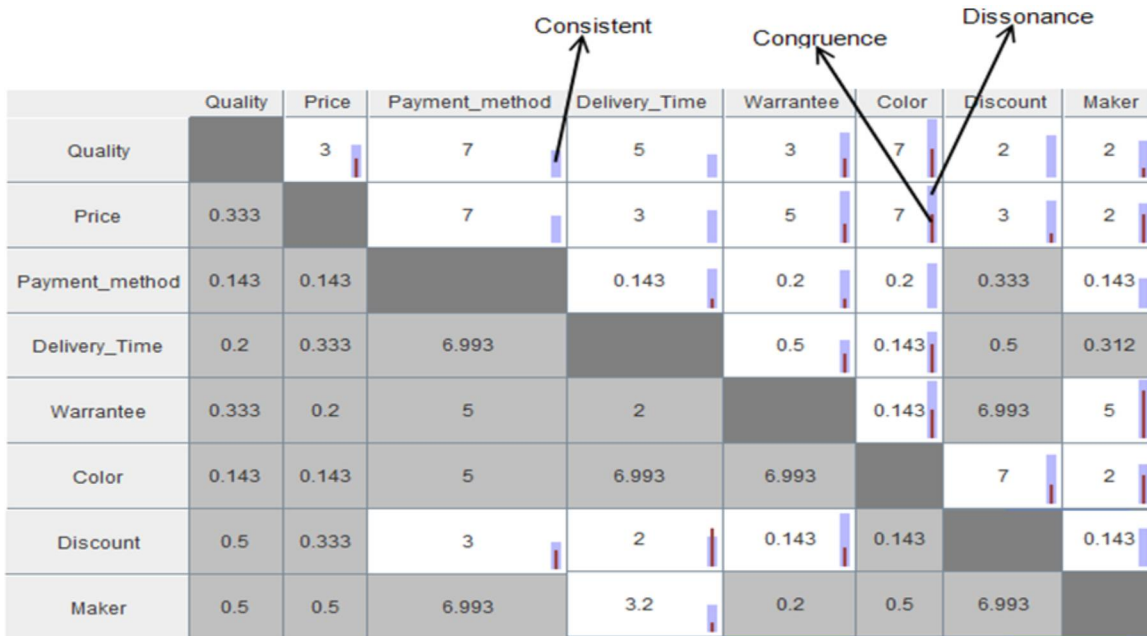 Consistent
Congruence
Dissonance
Quality Price Payment_method Delivery_Time Warrantee Color Discount Maker
Quality 3 7 5 3 7 2 2
Price 0.333 7 3 5 7 3 2
Payment_method 0.143 0.143 0.143 0.2 0.2 0.333 0.143
Delivery_Time 0.2 0.333 6.993 0.5 0.143 0.5 0.312
Warrantee 0.333 0.2 5 2 0.143 6.993 5
Color 0.143 0.143 5 6.993 6.993 7 2
Discount 0.5 0.333 3 2 0.143 0.143 0.143
Maker 0.5 0.5 6.993 3.2 0.2 0.5 6.993